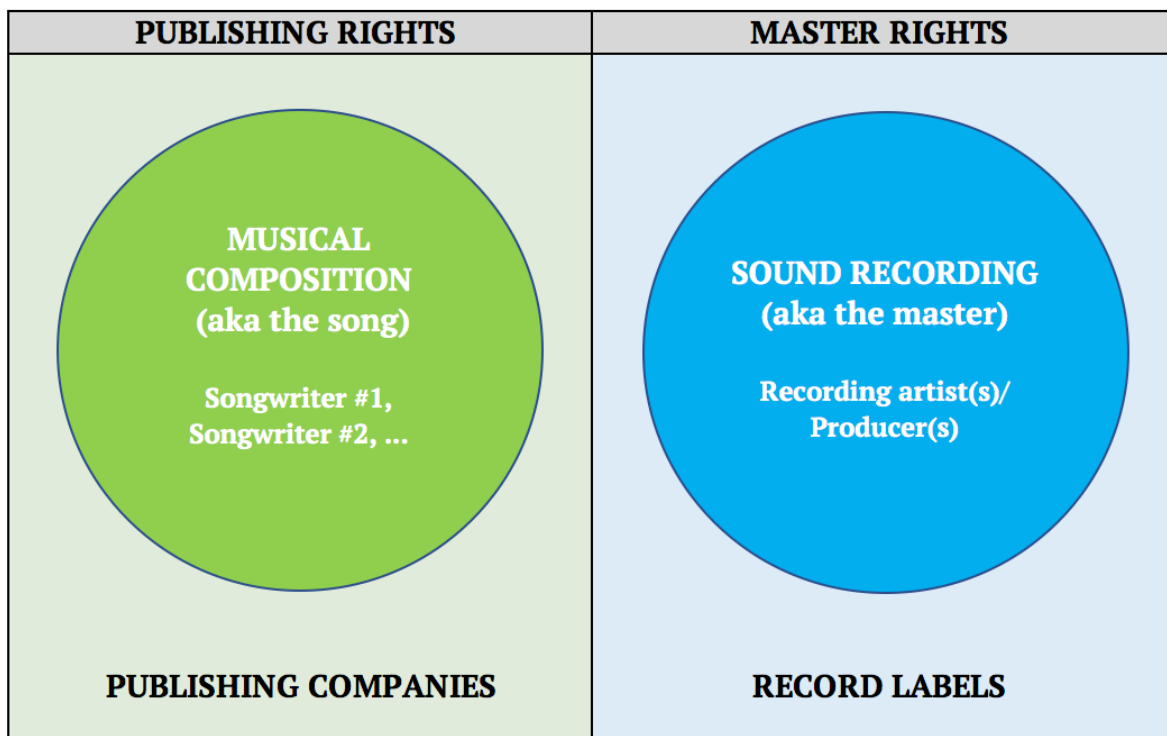 PUBLISHING RIGHTS
MUSICAL
COMPOSITION
(aka the song)
Songwriter #1,
Songwriter #2, ...
PUBLISHING COMPANIES
MASTER RIGHTS
SOUND RECORDING
(aka the master)
Recording artist(s)/
Producer(s)
RECORD LABELS